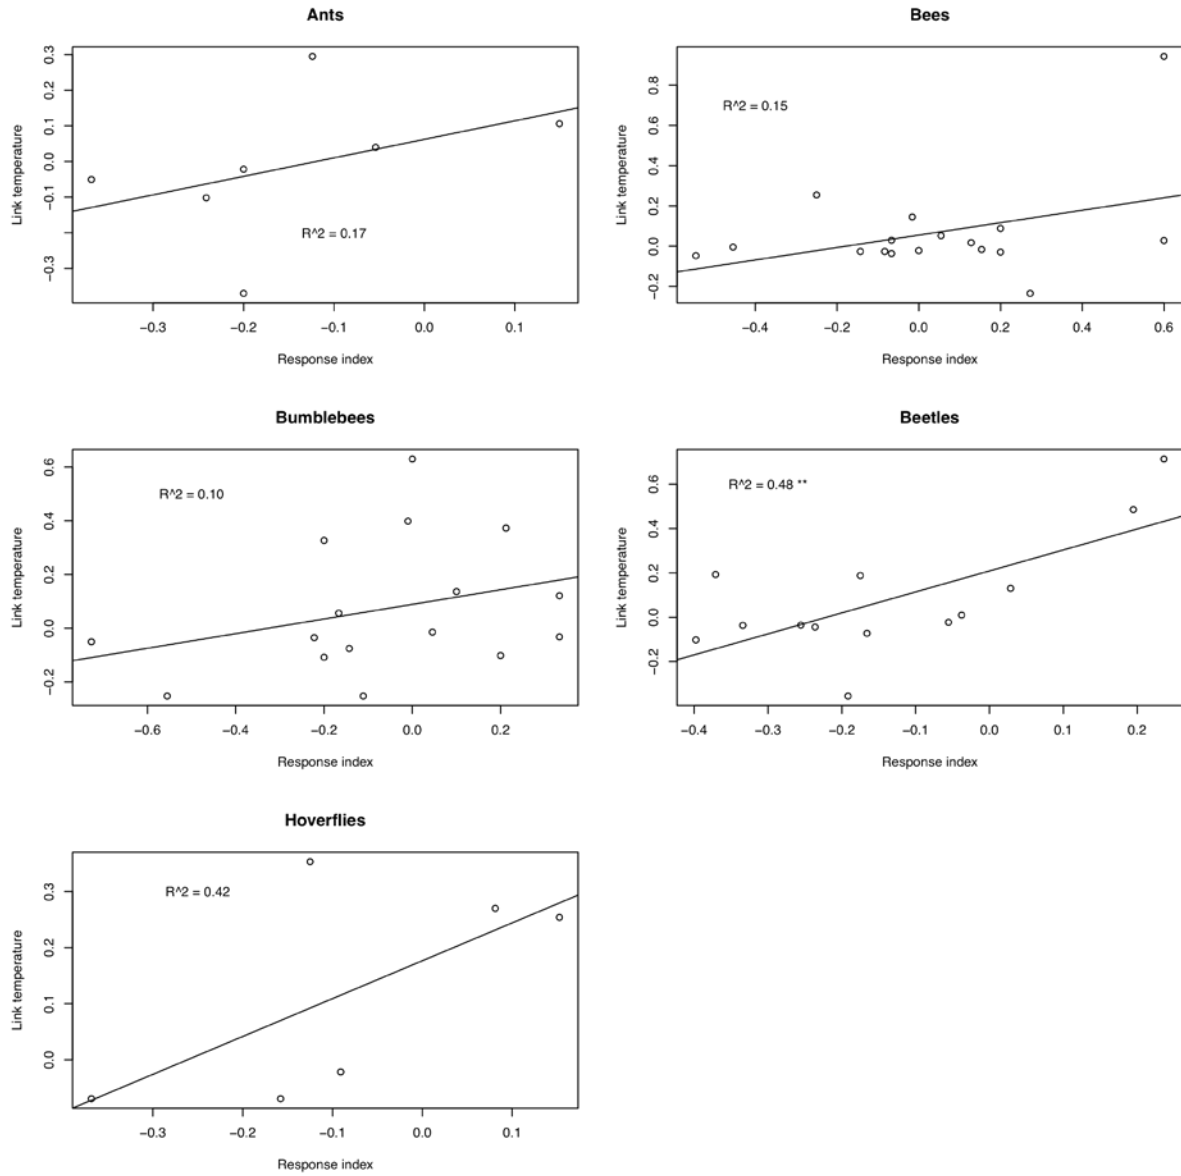 Ants
Link temperature
0.3
0.2
0.1
0.0
−0.1
−0.3
R^2 = 0.17
−0.3
−0.2
−0.1
0.0
0.1
Response index
Bees
Link temperature
0.8
0.6
0.4
0.2
0.0
−0.2
R^2 = 0.15
−0.4
−0.2
0.0
0.2
0.4
0.6
Response index
Bumblebees
Link temperature
0.6
0.4
0.2
0.0
−0.2
R^2 = 0.10
−0.6
−0.4
−0.2
0.0
0.2
Response index
Beetles
Link temperature
0.6
0.4
0.2
0.0
−0.2
R^2 = 0.48 **
−0.4
−0.3
−0.2
−0.1
0.0
0.1
0.2
Response index
Hoverflies
Link temperature
0.3
0.2
0.1
0.0
R^2 = 0.42
−0.3
−0.2
−0.1
0.0
0.1
Response index